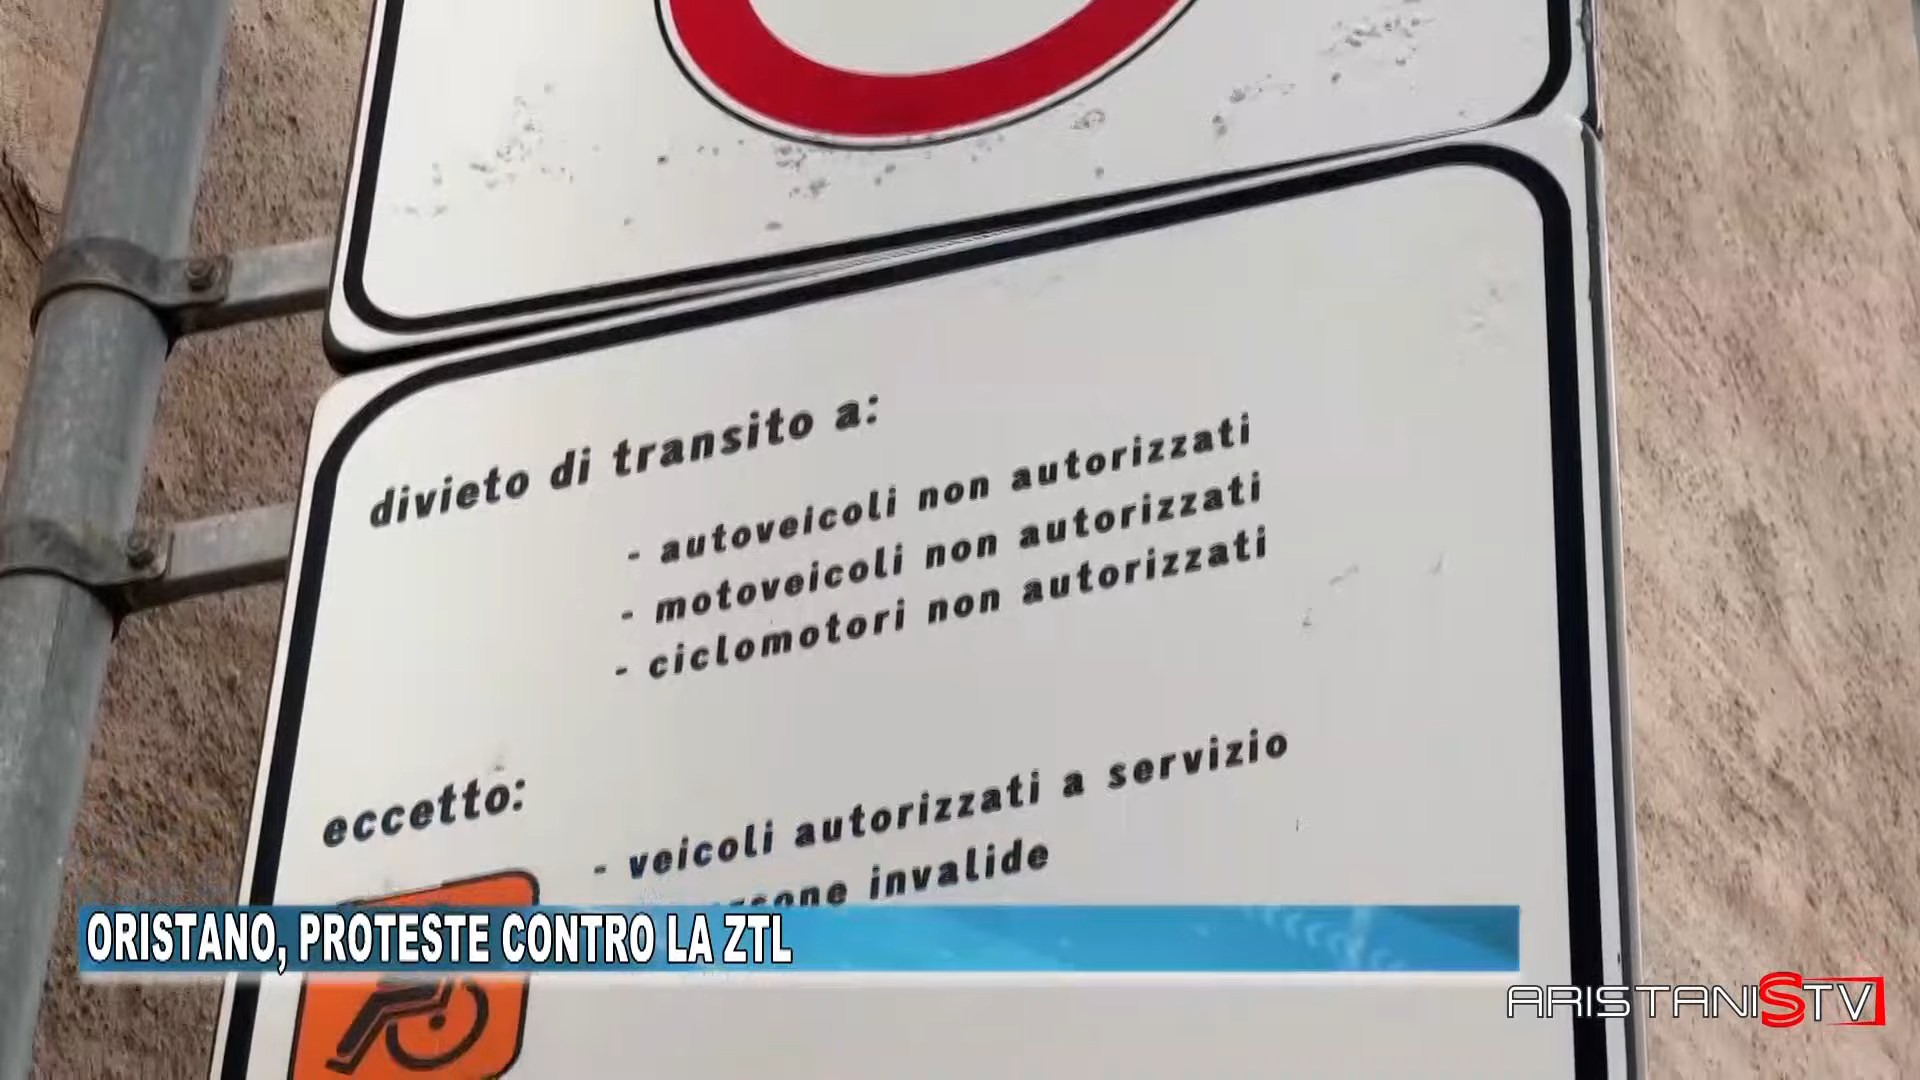 divieto di transito a:
- autoveicoli non autorizzati
- motoveicoli non autorizzati
- ciclomotori non autorizzati
eccetto:
- veicoli autorizzati a servizio
invalide
ORISTANO, PROTESTE CONTRO LA ZTL
ARISTANIS TV